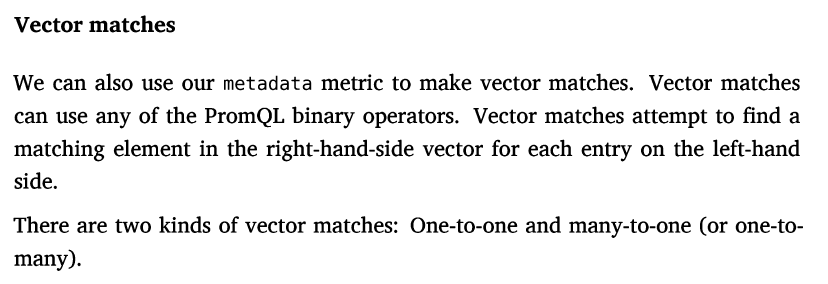 Vector matches
We can also use our metadata metric to make vector matches. Vector matches
can use any of the PromQL binary operators. Vector matches attempt to find a
matching element in the right-hand-side vector for each entry on the left-hand
side.
There are two kinds of vector matches: One-to-one and many-to-one (or one-to-
many).